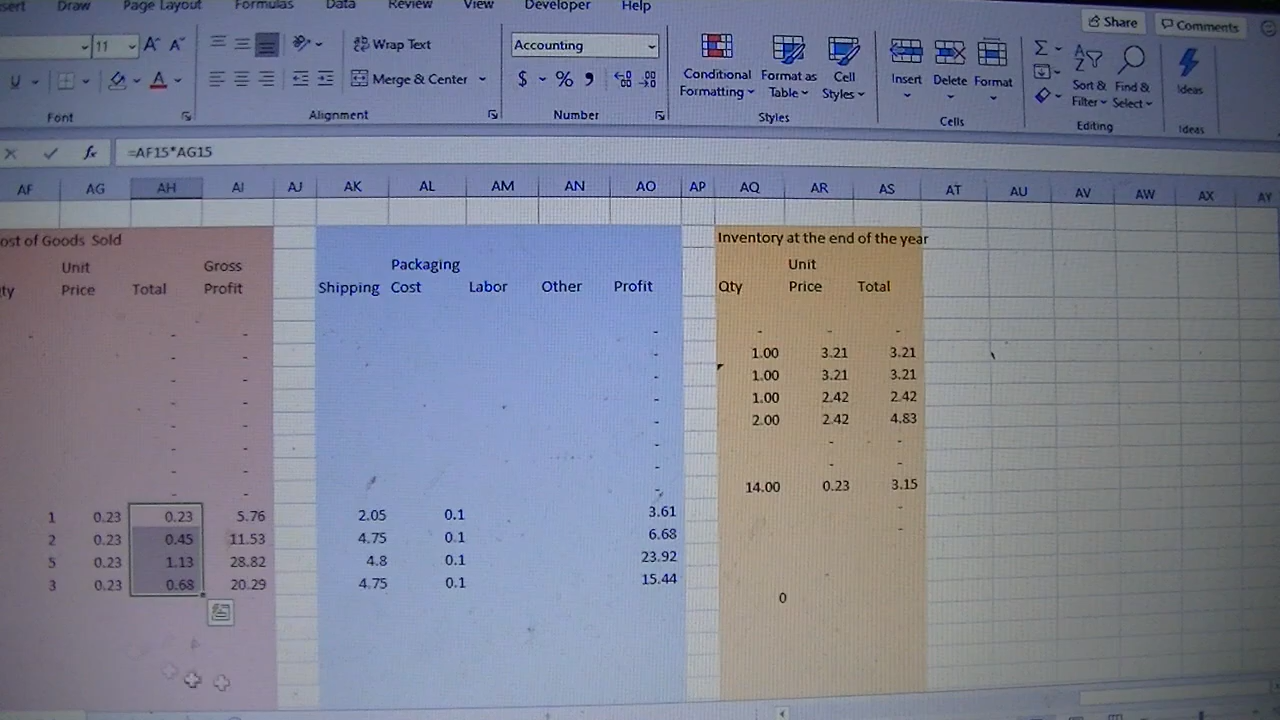 sert Draw Page Layout Formulas Data Review View Developer Help
Share Comments
11 A A Wrap Text Accounting
U A Merge & Center $ % 9
Conditional Formatting Format as Table Cell Styles Insert Delete Format Sort & Filter Find & Select Ideas
Font Alignment Number Styles Cells Editing Ideas
fx =AF15*AG15
AF AG AH AI AJ AK AL AM AN AO AP AQ AR AS AT AU AV AW AX AY
ost of Goods Sold Inventory at the end of the year
Unit Gross Packaging Unit
ty Price Total Profit Shipping Cost Labor Other Profit Qty Price Total
- - - - - -
- - - 1.00 3.21 3.21
- - - 1.00 3.21 3.21
- - - 1.00 2.42 2.42
- - - 2.00 2.42 4.83
- - - - -
- - - - -
- - - 14.00 0.23 3.15
1 0.23 0.23 5.76 2.05 0.1 3.61 -
2 0.23 0.45 11.53 4.75 0.1 6.68 -
5 0.23 1.13 28.82 4.8 0.1 23.92
3 0.23 0.68 20.29 4.75 0.1 15.44
0